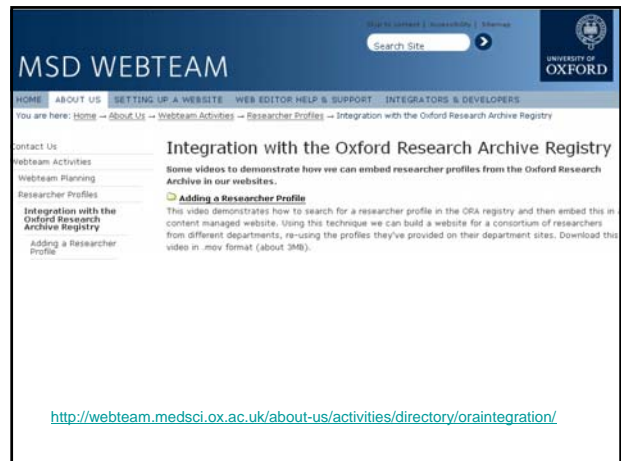 Skip to content | Accessibility | Sitemap
Search Site
UNIVERSITY OF
OXFORD
MSD WEBTEAM
HOME ABOUT US SETTING UP A WEBSITE WEB EDITOR HELP & SUPPORT INTEGRATORS & DEVELOPERS
You are here: Home → About Us → Webteam Activities → Researcher Profiles → Integration with the Oxford Research Archive Registry
Contact Us
Webteam Activities
Webteam Planning
Researcher Profiles
Integration with the
Oxford Research
Archive Registry
Adding a Researcher
Profile
Integration with the Oxford Research Archive Registry
Some videos to demonstrate how we can embed researcher profiles from the Oxford Research
Archive in our websites.
Adding a Researcher Profile
This video demonstrates how to search for a researcher profile in the ORA registry and then embed this in a
content managed website. Using this technique we can build a website for a consortium of researchers
from different departments, re-using the profiles they've provided on their department sites. Download this
video in .mov format (about 3MB).
http://webteam.medsci.ox.ac.uk/about-us/activities/directory/oraintegration/